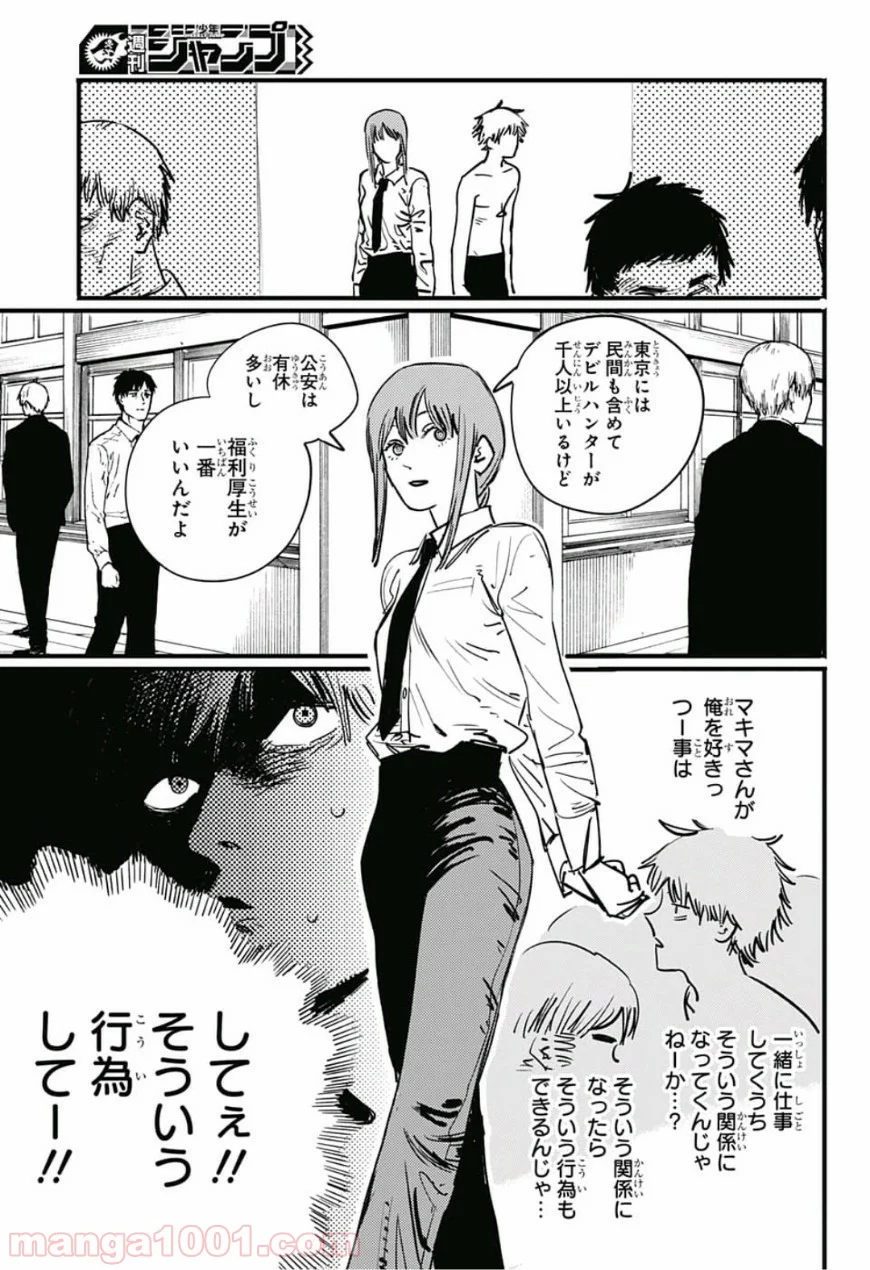 週刊
少年
ジャンプ
東京には
民間も含めて
デビルハンターが
千人以上いるけど
公安は
有休
多いし
福利厚生が
一番
いいんだよ
マキマさんが
俺を好きっ
つー事は
一緒に仕事
してくうち
そういう関係に
なってくんじゃ
ねーか…?
そういう関係に
なったら
そういう行為も
できるんじゃ…
してぇ!!
そういう
行為
してー!!
manga1001.com